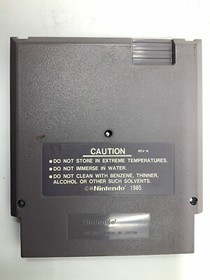 CAUTION
REV-A
● DO NOT STORE IN EXTREME TEMPERATURES.
● DO NOT IMMERSE IN WATER.
● DO NOT CLEAN WITH BENZENE, THINNER,
ALCOHOL OR OTHER SUCH SOLVENTS.
©®Nintendo 1985
Nintendo